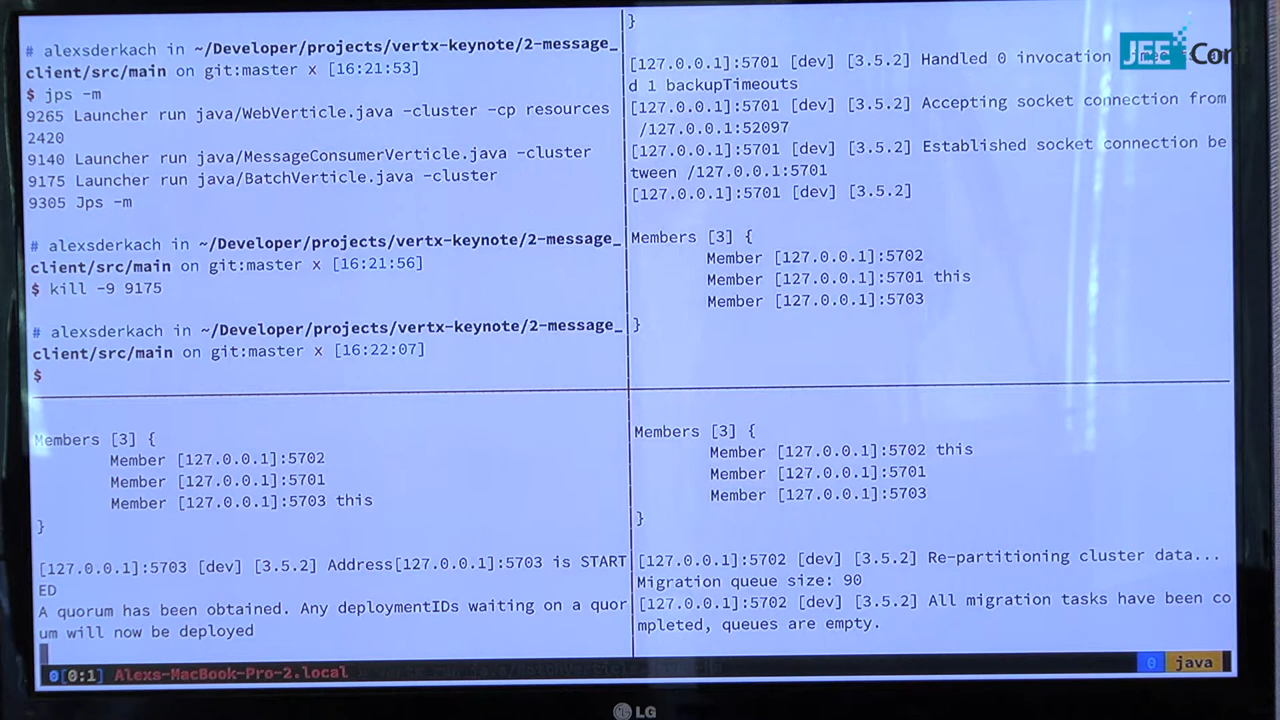 # alexsderkach in ~/Developer/projects/vertx-keynote/2-message_
client/src/main on git:master x [16:21:53]
$ jps -m
9265 Launcher run java/WebVerticle.java -cluster -cp resources
2420
9140 Launcher run java/MessageConsumerVerticle.java -cluster
9175 Launcher run java/BatchVerticle.java -cluster
9305 Jps -m
# alexsderkach in ~/Developer/projects/vertx-keynote/2-message_
client/src/main on git:master x [16:21:56]
$ kill -9 9175
# alexsderkach in ~/Developer/projects/vertx-keynote/2-message_
client/src/main on git:master x [16:22:07]
$
}
[127.0.0.1]:5701 [dev] [3.5.2] Handled 0 invocation
d 1 backupTimeouts
[127.0.0.1]:5701 [dev] [3.5.2] Accepting socket connection from
/127.0.0.1:52097
[127.0.0.1]:5701 [dev] [3.5.2] Established socket connection be
tween /127.0.0.1:5701
[127.0.0.1]:5701 [dev] [3.5.2]
Members [3] {
Member [127.0.0.1]:5702
Member [127.0.0.1]:5701 this
Member [127.0.0.1]:5703
}
JEEConf
Members [3] {
Member [127.0.0.1]:5702
Member [127.0.0.1]:5701
Member [127.0.0.1]:5703 this
}
[127.0.0.1]:5703 [dev] [3.5.2] Address[127.0.0.1]:5703 is START
ED
A quorum has been obtained. Any deploymentIDs waiting on a quor
um will now be deployed
Members [3] {
Member [127.0.0.1]:5702 this
Member [127.0.0.1]:5701
Member [127.0.0.1]:5703
}
[127.0.0.1]:5702 [dev] [3.5.2] Re-partitioning cluster data...
Migration queue size: 90
[127.0.0.1]:5702 [dev] [3.5.2] All migration tasks have been co
mpleted, queues are empty.
0[0:1] Alexs-MacBook-Pro-2.local
0 java
LG